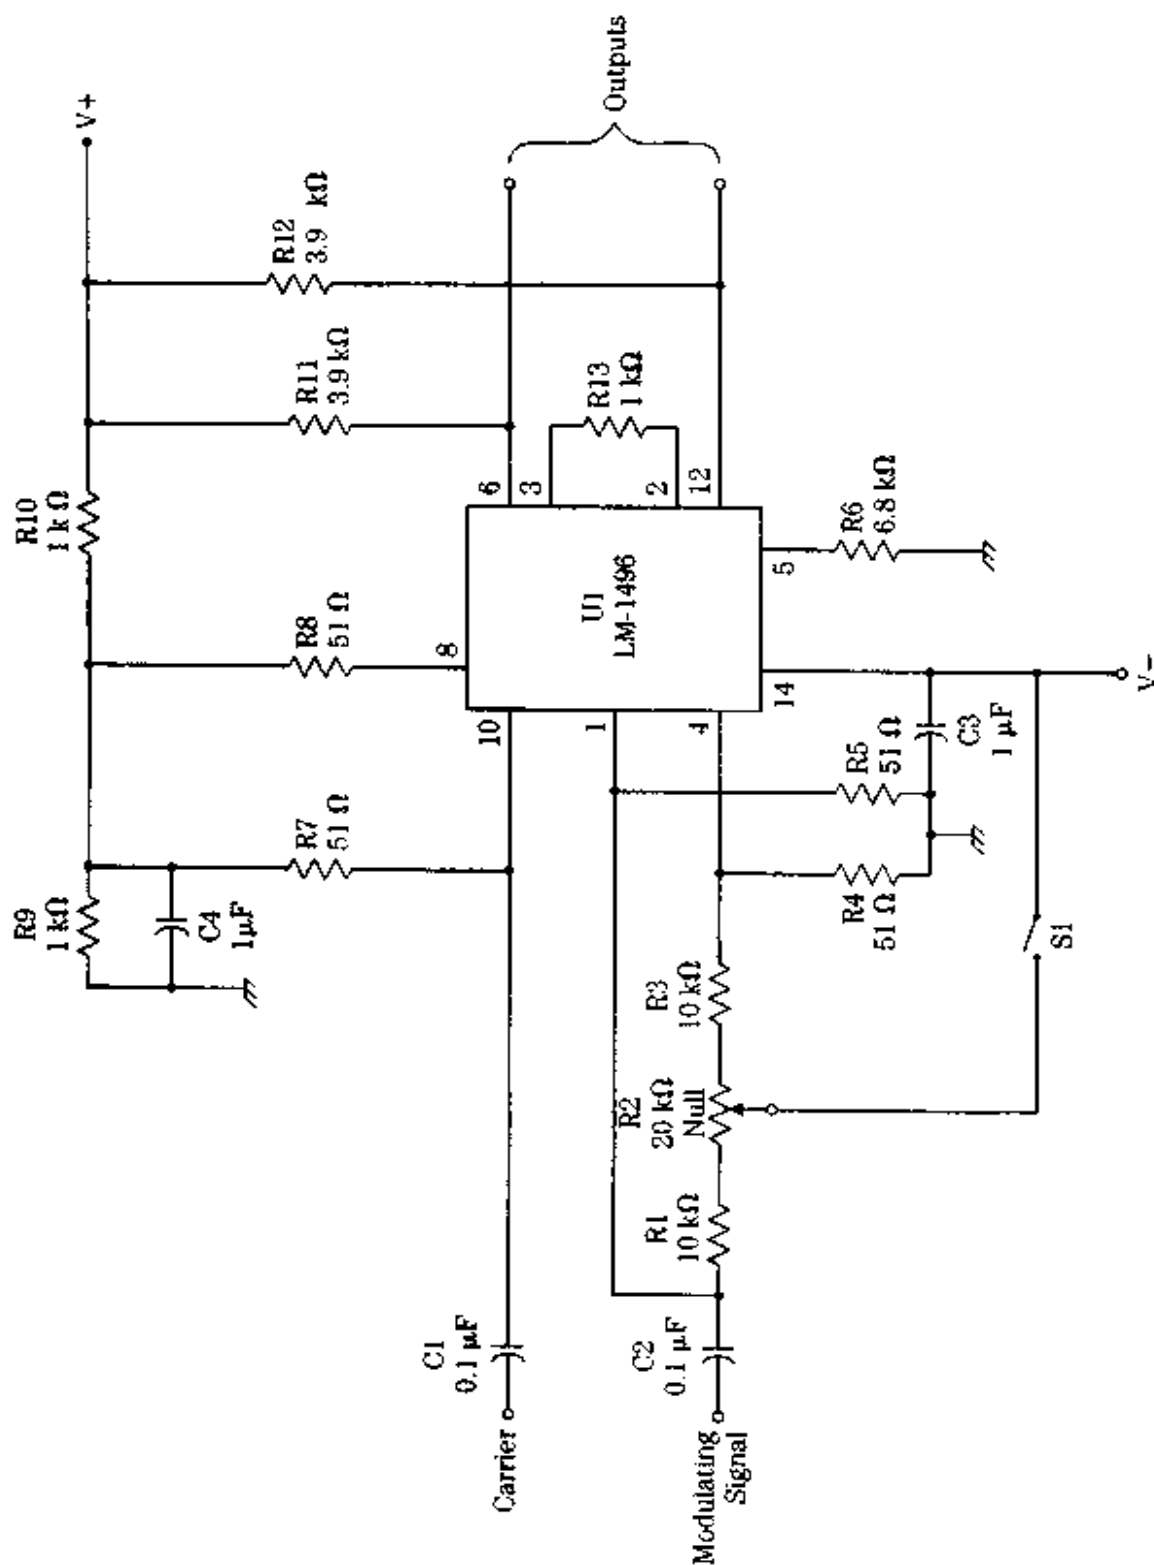 R9
1 kΩ
C4
1µF
R10
1 k Ω
V+
R7
51 Ω
R8
51 Ω
R11
3.9 kΩ
R12
3.9 kΩ
C1
0.1 µF
Carrier
10
8
6
Outputs
U1
LM-1496
3
R13
1 kΩ
2
1
4
12
14
5
C2
0.1 µF
Modulating
Signal
R1
10 kΩ
R2
20 kΩ
Null
R3
10 kΩ
R4
51 Ω
R5
51 Ω
C3
1 µF
R6
6.8 kΩ
S1
V−